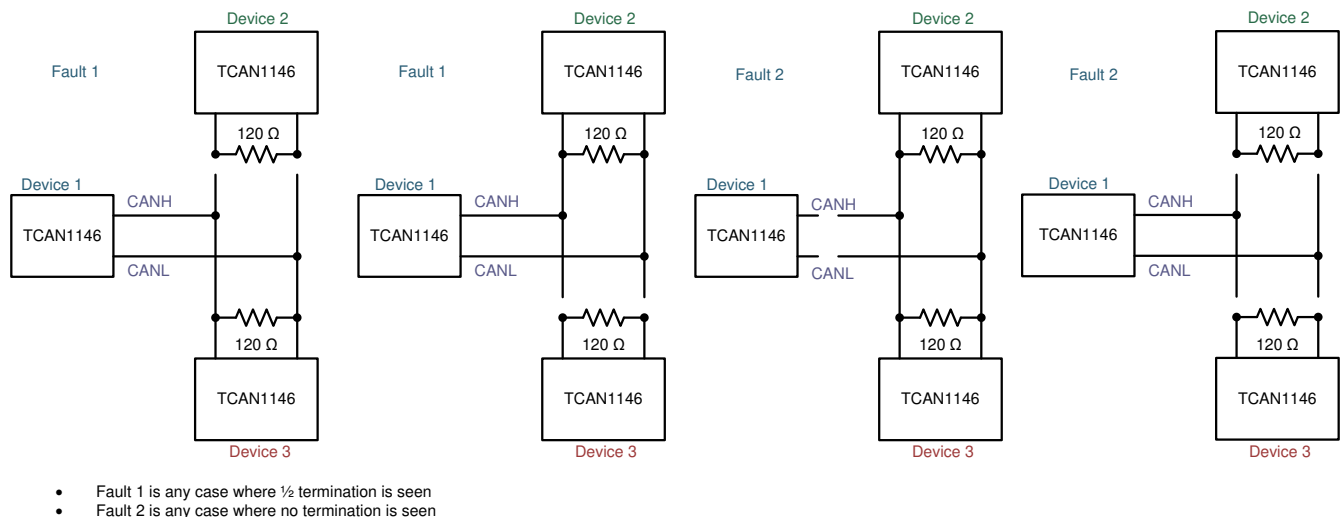 Device 2
Device 2
Device 2
Device 2
Fault 1
TCAN1146
Fault 1
TCAN1146
Fault 2
TCAN1146
Fault 2
TCAN1146
120 Ω
120 Ω
120 Ω
120 Ω
Device 1
CANH
TCAN1146
CANL
Device 1
CANH
TCAN1146
CANL
Device 1
CANH
TCAN1146
CANL
Device 1
CANH
TCAN1146
CANL
120 Ω
120 Ω
120 Ω
120 Ω
TCAN1146
TCAN1146
TCAN1146
TCAN1146
Device 3
Device 3
Device 3
Device 3
• Fault 1 is any case where ½ termination is seen
• Fault 2 is any case where no termination is seen